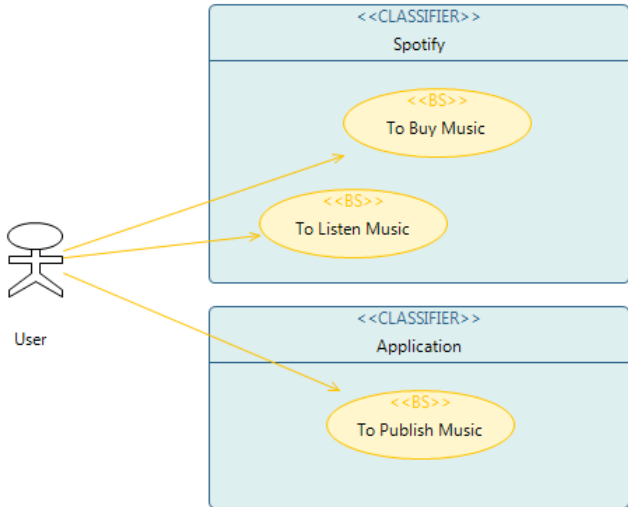 <<CLASSIFIER>>
Spotify
<<BS>>
To Buy Music
<<BS>>
To Listen Music
User
<<CLASSIFIER>>
Application
<<BS>>
To Publish Music